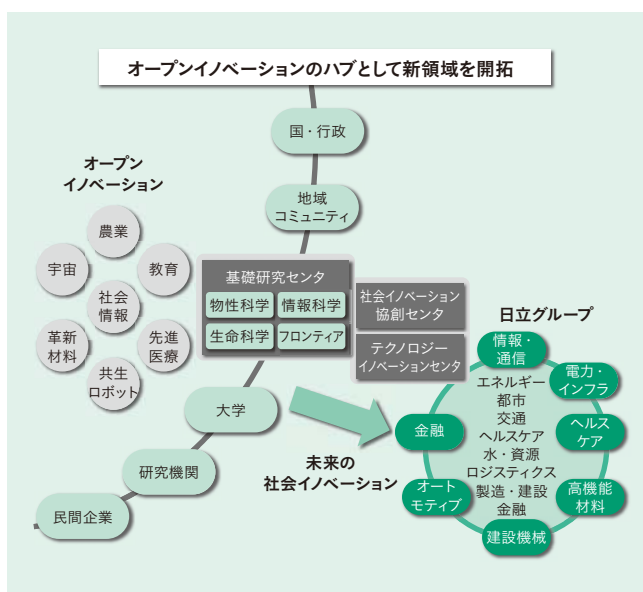 オープンイノベーションのハブとして新領域を開拓
国・行政
オープン
イノベーション
地域
コミュニティ
農業
宇宙
教育
社会
情報
革新
材料
先進
医療
共生
ロボット
基礎研究センタ
物性科学
情報科学
生命科学
フロンティア
社会イノベーション
協創センタ
テクノロジー
イノベーションセンタ
日立グループ
情報・
通信
電力・
インフラ
ヘルス
ケア
高機能
材料
建設機械
オート
モティブ
金融
エネルギー
都市
交通
ヘルスケア
水・資源
ロジスティクス
製造・建設
金融
大学
未来の
社会イノベーション
研究機関
民間企業